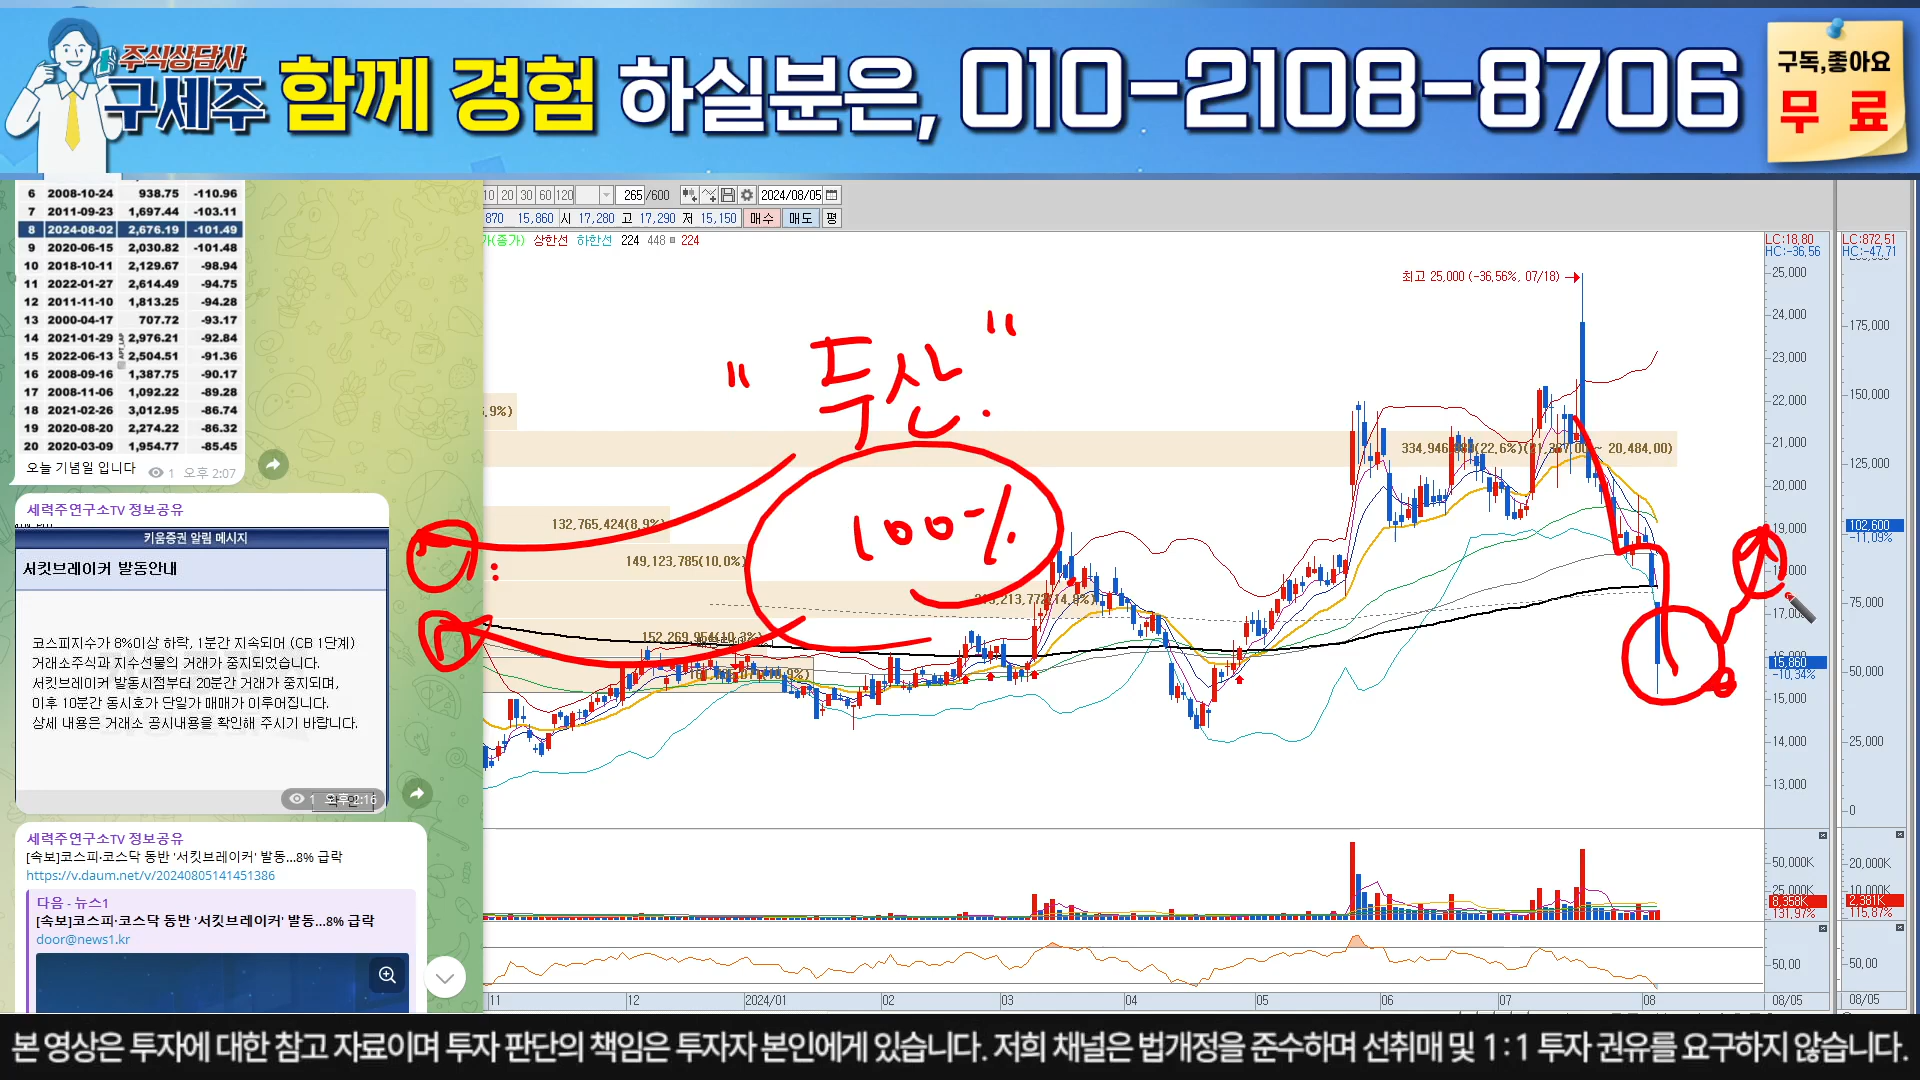 주식상담사
구세주
함께 경험 하실분은, 010-2108-8706
구독,좋아요
무 료
6 2008-10-24 938.75 -110.96
7 2011-09-23 1,697.44 -103.11
8 2024-08-02 2,676.19 -101.49
9 2020-06-15 2,030.82 -101.48
10 2018-10-11 2,129.67 -98.94
11 2022-01-27 2,614.49 -94.75
12 2011-11-10 1,813.25 -94.28
13 2000-04-17 707.72 -93.17
14 2021-01-29 2,976.21 -92.84
15 2022-06-13 2,504.51 -91.36
16 2008-09-16 1,387.75 -90.17
17 2008-11-06 1,092.22 -89.28
18 2021-02-26 3,012.95 -86.74
19 2020-08-20 2,274.22 -86.32
20 2020-03-09 1,954.77 -85.45
오늘 기념일 입니다 1 오후 2:07
세력주연구소TV 정보공유
키움증권 알림 메시지
서킷브레이커 발동안내
코스피지수가 8%이상 하락, 1분간 지속되며 (CB 1단계)
거래소주식과 지수선물의 거래가 중지되었습니다.
서킷브레이커 발동시점부터 20분간 거래가 중지되며,
이후 10분간 동시호가 단일가 매매가 이루어집니다.
상세 내용은 거래소 공시내용을 확인해 주시기 바랍니다.
1 오후 2:16
세력주연구소TV 정보공유
[속보]코스피·코스닥 동반 '서킷브레이커' 발동...8% 급락
https://v.daum.net/v/20240805141451386
다음 - 뉴스1
[속보]코스피·코스닥 동반 '서킷브레이커' 발동...8% 급락
door@news1.kr
10 20 30 60 120 265 /600 2024/08/05
870 15,860 시 17,280 고 17,290 저 15,150 매수 매도 평
가(종가) 상한선 하한선 224 448 224
최고 25,000 (-36,56%, 07/18)
" 두산 "
100%
334,946,
(22,6%)
~ 20,484.00)
132,765,424(8,9%)
149,123,785(10,0%)
152,269,954(10,3%)
LC:18,80
HC:-36,56
25,000
24,000
23,000
22,000
21,000
20,000
19,000
18,000
17,000
15,860
-10,34%
15,000
14,000
13,000
50,000K
25,000K
8,358K
131,97%
50,00
LC:872,51
HC:-47,71
175,000
150,000
125,000
102,600
-11,09%
75,000
50,000
25,000
0
20,000K
10,000K
2,381K
115,87%
50,00
11 12 2024/01 02 03 04 05 06 07 08 08/05 08/05
본 영상은 투자에 대한 참고 자료이며 투자 판단의 책임은 투자자 본인에게 있습니다. 저희 채널은 법개정을 준수하며 선취매 및 1:1 투자 권유를 요구하지 않습니다.